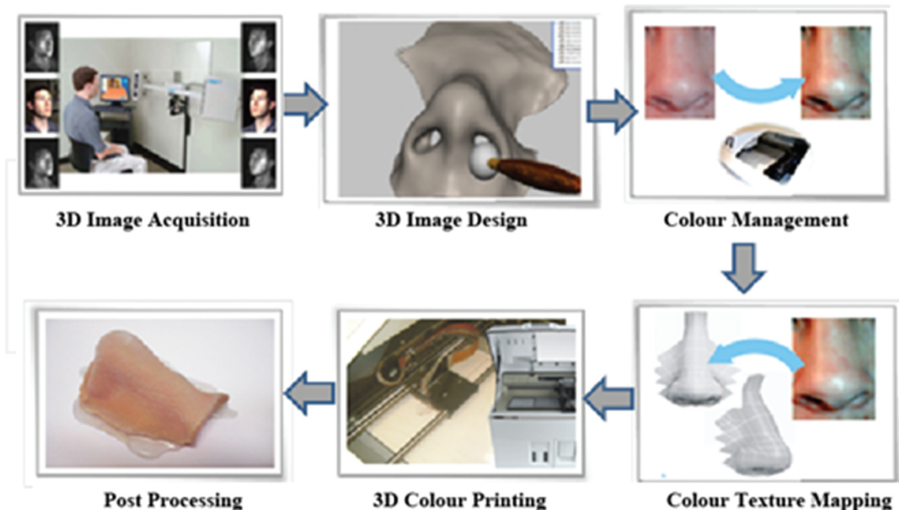 3D Image Acquisition
3D Image Design
Colour Management
Colour Texture Mapping
3D Colour Printing
Post Processing